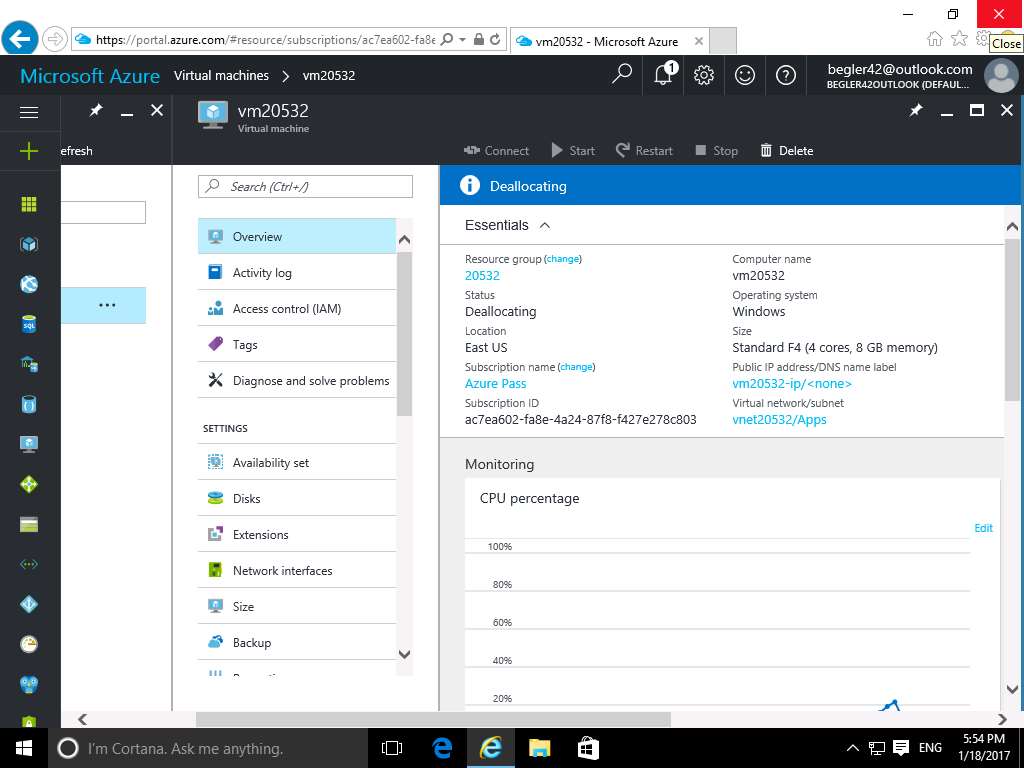 https://portal.azure.com/#resource/subscriptions/ac7ea602-fa8e
vm20532 - Microsoft Azure
Close
Microsoft Azure
Virtual machines
vm20532
1
begler42@outlook.com
BEGLER42OUTLOOK (DEFAUL...
efresh
vm20532
Virtual machine
Connect
Start
Restart
Stop
Delete
Search (Ctrl+/)
Deallocating
Overview
Activity log
Access control (IAM)
Tags
Diagnose and solve problems
SETTINGS
Availability set
Disks
Extensions
Network interfaces
Size
Backup
Essentials
Resource group (change)
20532
Status
Deallocating
Location
East US
Subscription name (change)
Azure Pass
Subscription ID
ac7ea602-fa8e-4a24-87f8-f427e278c803
Computer name
vm20532
Operating system
Windows
Size
Standard F4 (4 cores, 8 GB memory)
Public IP address/DNS name label
vm20532-ip/<none>
Virtual network/subnet
vnet20532/Apps
Monitoring
CPU percentage
Edit
100%
80%
60%
40%
20%
SQL
I'm Cortana. Ask me anything.
ENG
5:54 PM
1/18/2017